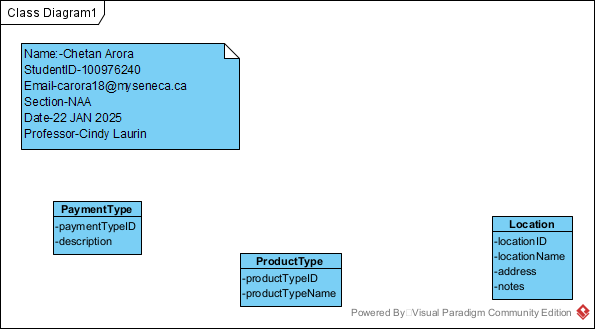 Class Diagram1
Name:-Chetan Arora
StudentID-100976240
Email-carora18@myseneca.ca
Section-NAA
Date-22 JAN 2025
Professor-Cindy Laurin
PaymentType
-paymentTypeID
-description
ProductType
-productTypeID
-productTypeName
Location
-locationID
-locationName
-address
-notes
Powered By Visual Paradigm Community Edition